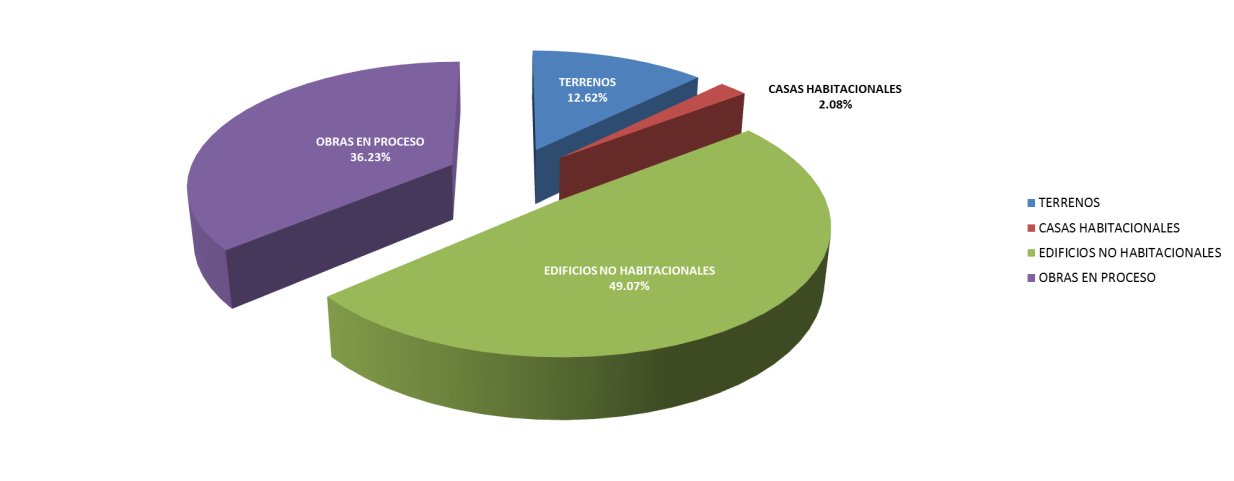 TERRENOS
12.62%
CASAS HABITACIONALES
2.08%
OBRAS EN PROCESO
36.23%
EDIFICIOS NO HABITACIONALES
49.07%
TERRENOS
CASAS HABITACIONALES
EDIFICIOS NO HABITACIONALES
OBRAS EN PROCESO